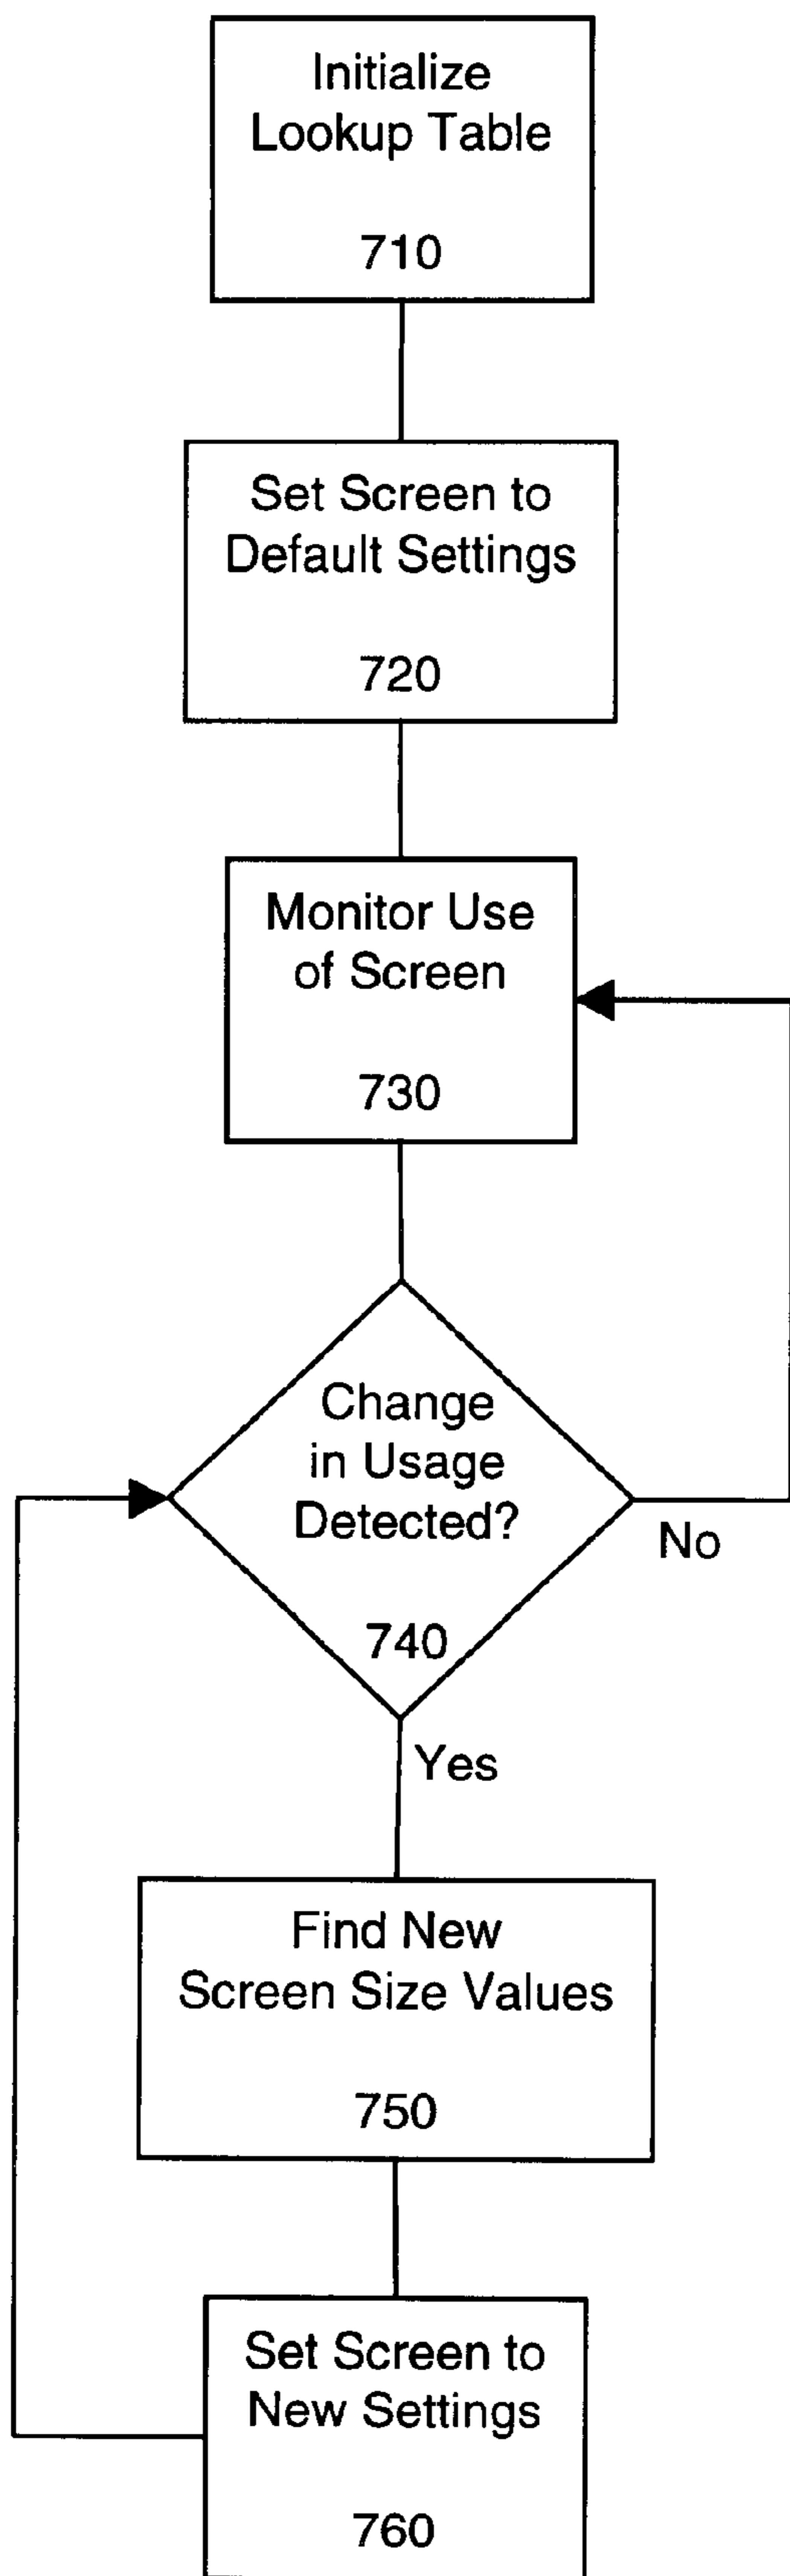 Initialize
Lookup Table
710
Set Screen to
Default Settings
720
Monitor Use
of Screen
730
Change
in Usage
Detected?
740
No
Yes
Find New
Screen Size Values
750
Set Screen to
New Settings
760